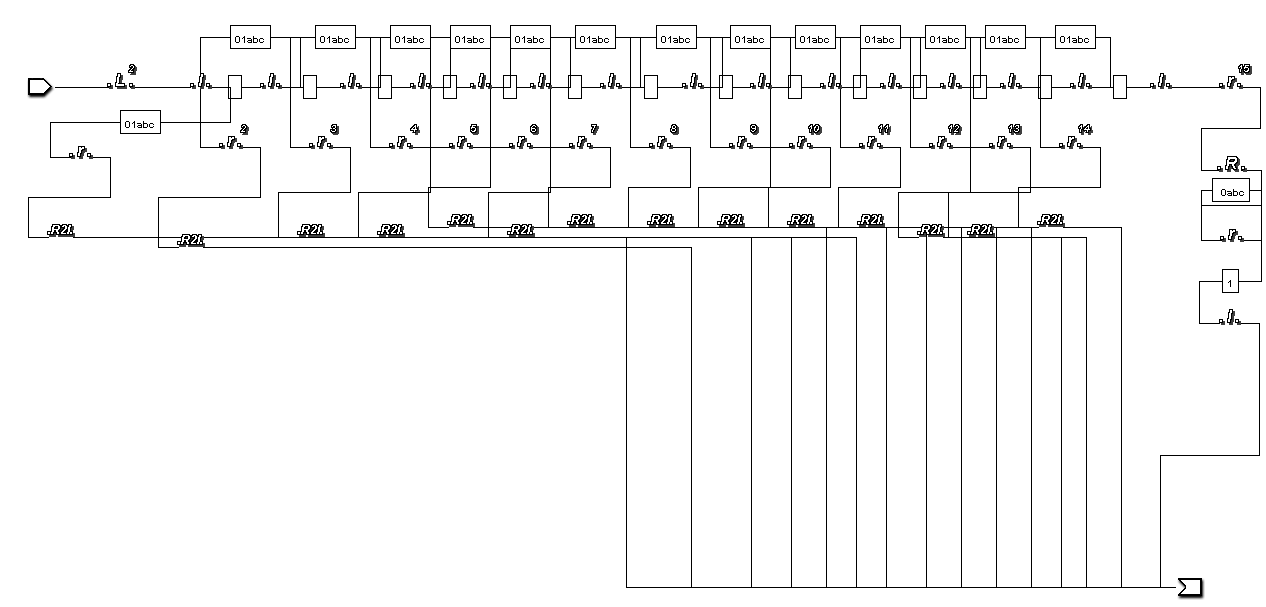 01abc 01abc 01abc 01abc 01abc 01abc 01abc 01abc 01abc 01abc 01abc 01abc 01abc
.L.2 .l. .l. .l. .l. .l. .l. .l. .l. .l. .l. .l. .l. .l. .l. .l. .r.15
01abc
.r. .r.2 .r.3 .r.4 .r.5 .r.6 .r.7 .r.8 .r.9 .r.10 .r.11 .r.12 .r.13 .r.14
.R.
0abc
.R2L. .R2L. .R2L. .R2L. .R2L. .R2L. .R2L. .R2L. .R2L. .R2L. .R2L. .R2L. .R2L. .R2L.
.r.
1
.l.